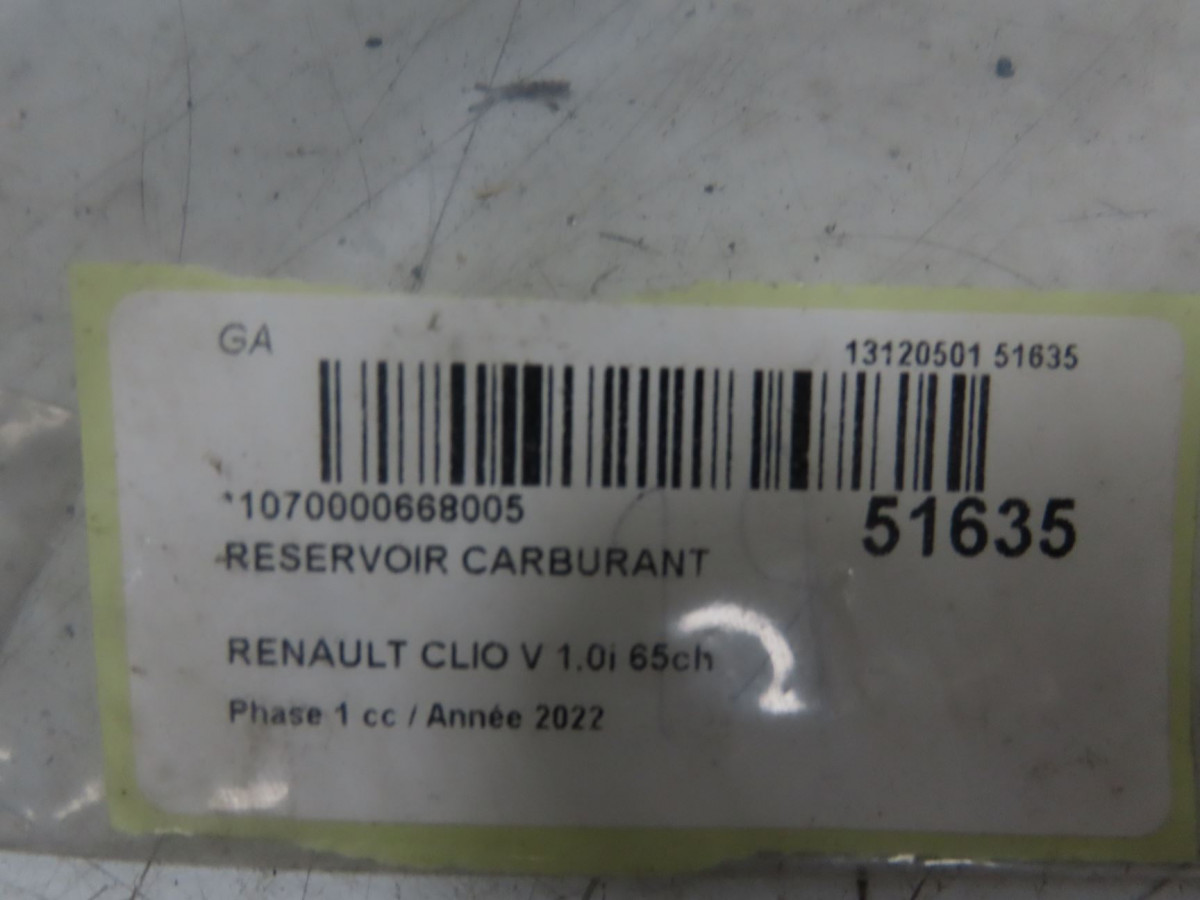 GA
13120501 51635
*1070000668005
51635
RESERVOIR CARBURANT
RENAULT CLIO V 1.0i 65ch
Phase 1 cc / Année 2022